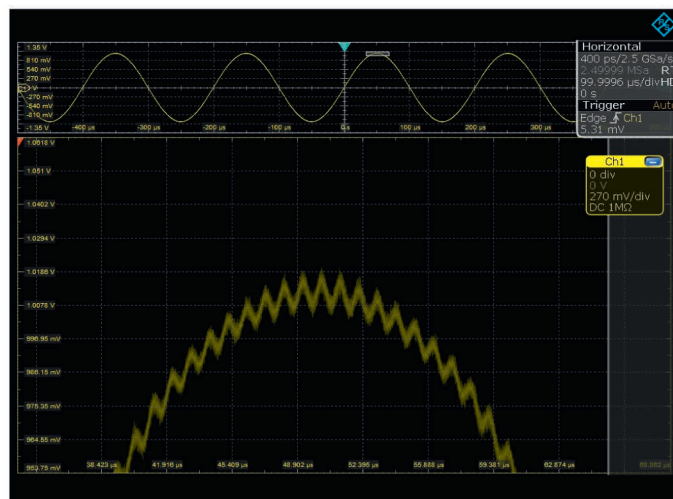 R&S
Horizontal
400 ps/2.5 GSa/s
2.49999 MSa RT
99.9996 µs/div HD
0 s
Trigger Auto
Edge Ch1
5.31 mV
1.35 V
810 mV
540 mV
270 mV
-270 mV
-540 mV
-810 mV
-1.35 V
-400 µs
-300 µs
-200 µs
-100 µs
0 s
100 µs
200 µs
300 µs
Ch1
0 div
0 V
270 mV/div
DC 1MΩ
1.0618 V
1.051 V
1.0402 V
1.0294 V
1.0186 V
1.0078 V
996.95 mV
986.15 mV
975.35 mV
964.55 mV
953.75 mV
38.423 µs
41.916 µs
45.409 µs
48.902 µs
52.395 µs
55.888 µs
59.381 µs
62.874 µs